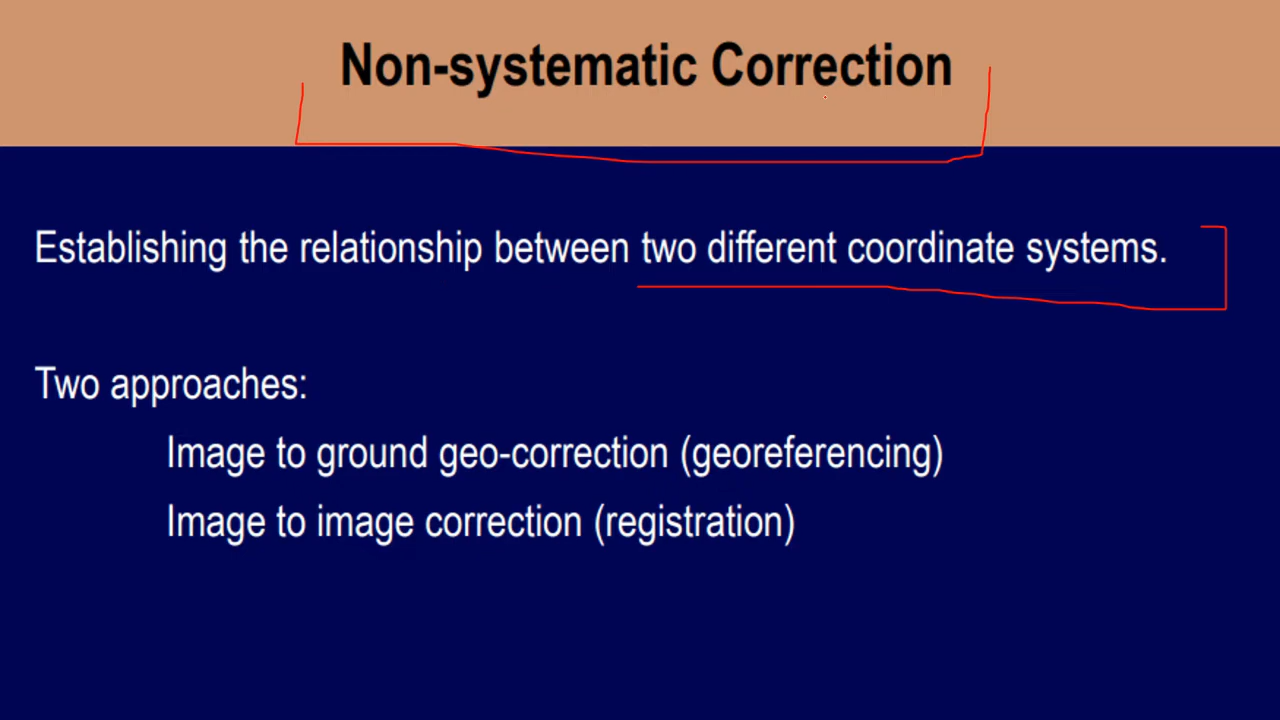 Non-systematic Correction
Establishing the relationship between two different coordinate systems.
Two approaches:
Image to ground geo-correction (georeferencing)
Image to image correction (registration)